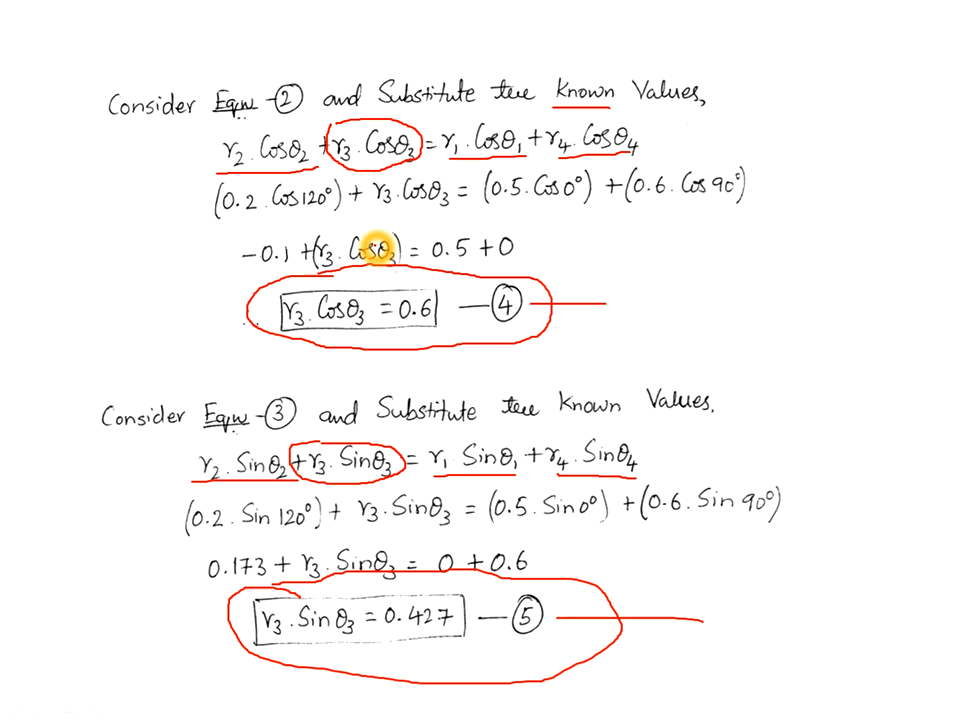 Consider Eqn -② and Substitute the Known Values,
r₂ . Cosθ₂ + r₃ . Cosθ₃ = r₁ . Cosθ₁ + r₄ . Cosθ₄
(0.2 . Cos 120°) + r₃ . Cosθ₃ = (0.5 . Cos 0°) + (0.6 . Cos 90°)
-0.1 + (r₃ . Cosθ₃) = 0.5 + 0
r₃ . Cosθ₃ = 0.6 — ④
Consider Eqn -③ and Substitute the Known Values.
r₂ . Sinθ₂ + r₃ . Sinθ₃ = r₁ Sinθ₁ + r₄ . Sinθ₄
(0.2 . Sin 120°) + r₃ . Sinθ₃ = (0.5 . Sin 0°) + (0.6 . Sin 90°)
0.173 + r₃ . Sinθ₃ = 0 + 0.6
r₃ . Sinθ₃ = 0.427 — ⑤